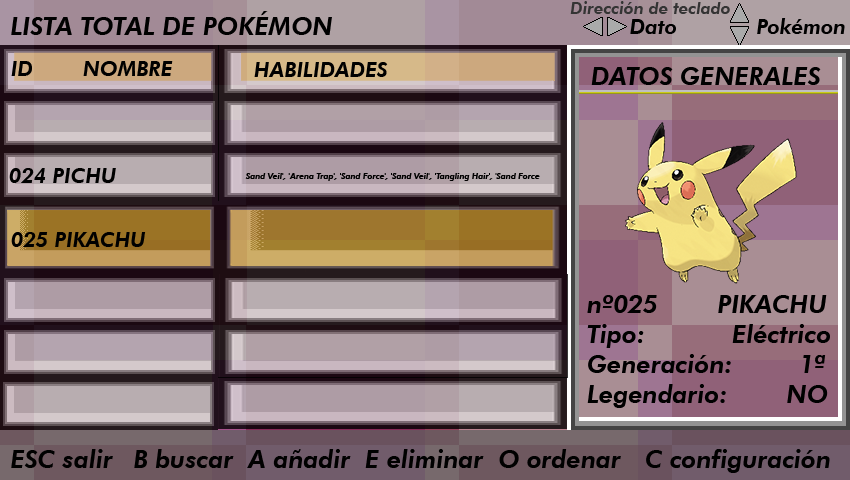 LISTA TOTAL DE POKÉMON
Dirección de teclado
Dato
Pokémon
ID NOMBRE HABILIDADES
024 PICHU
Sand Veil', 'Arena Trap', 'Sand Force', 'Sand Veil', 'Tangling Hair', 'Sand Force
025 PIKACHU
DATOS GENERALES
nº025 PIKACHU
Tipo: Eléctrico
Generación: 1ª
Legendario: NO
ESC salir B buscar A añadir E eliminar O ordenar C configuración